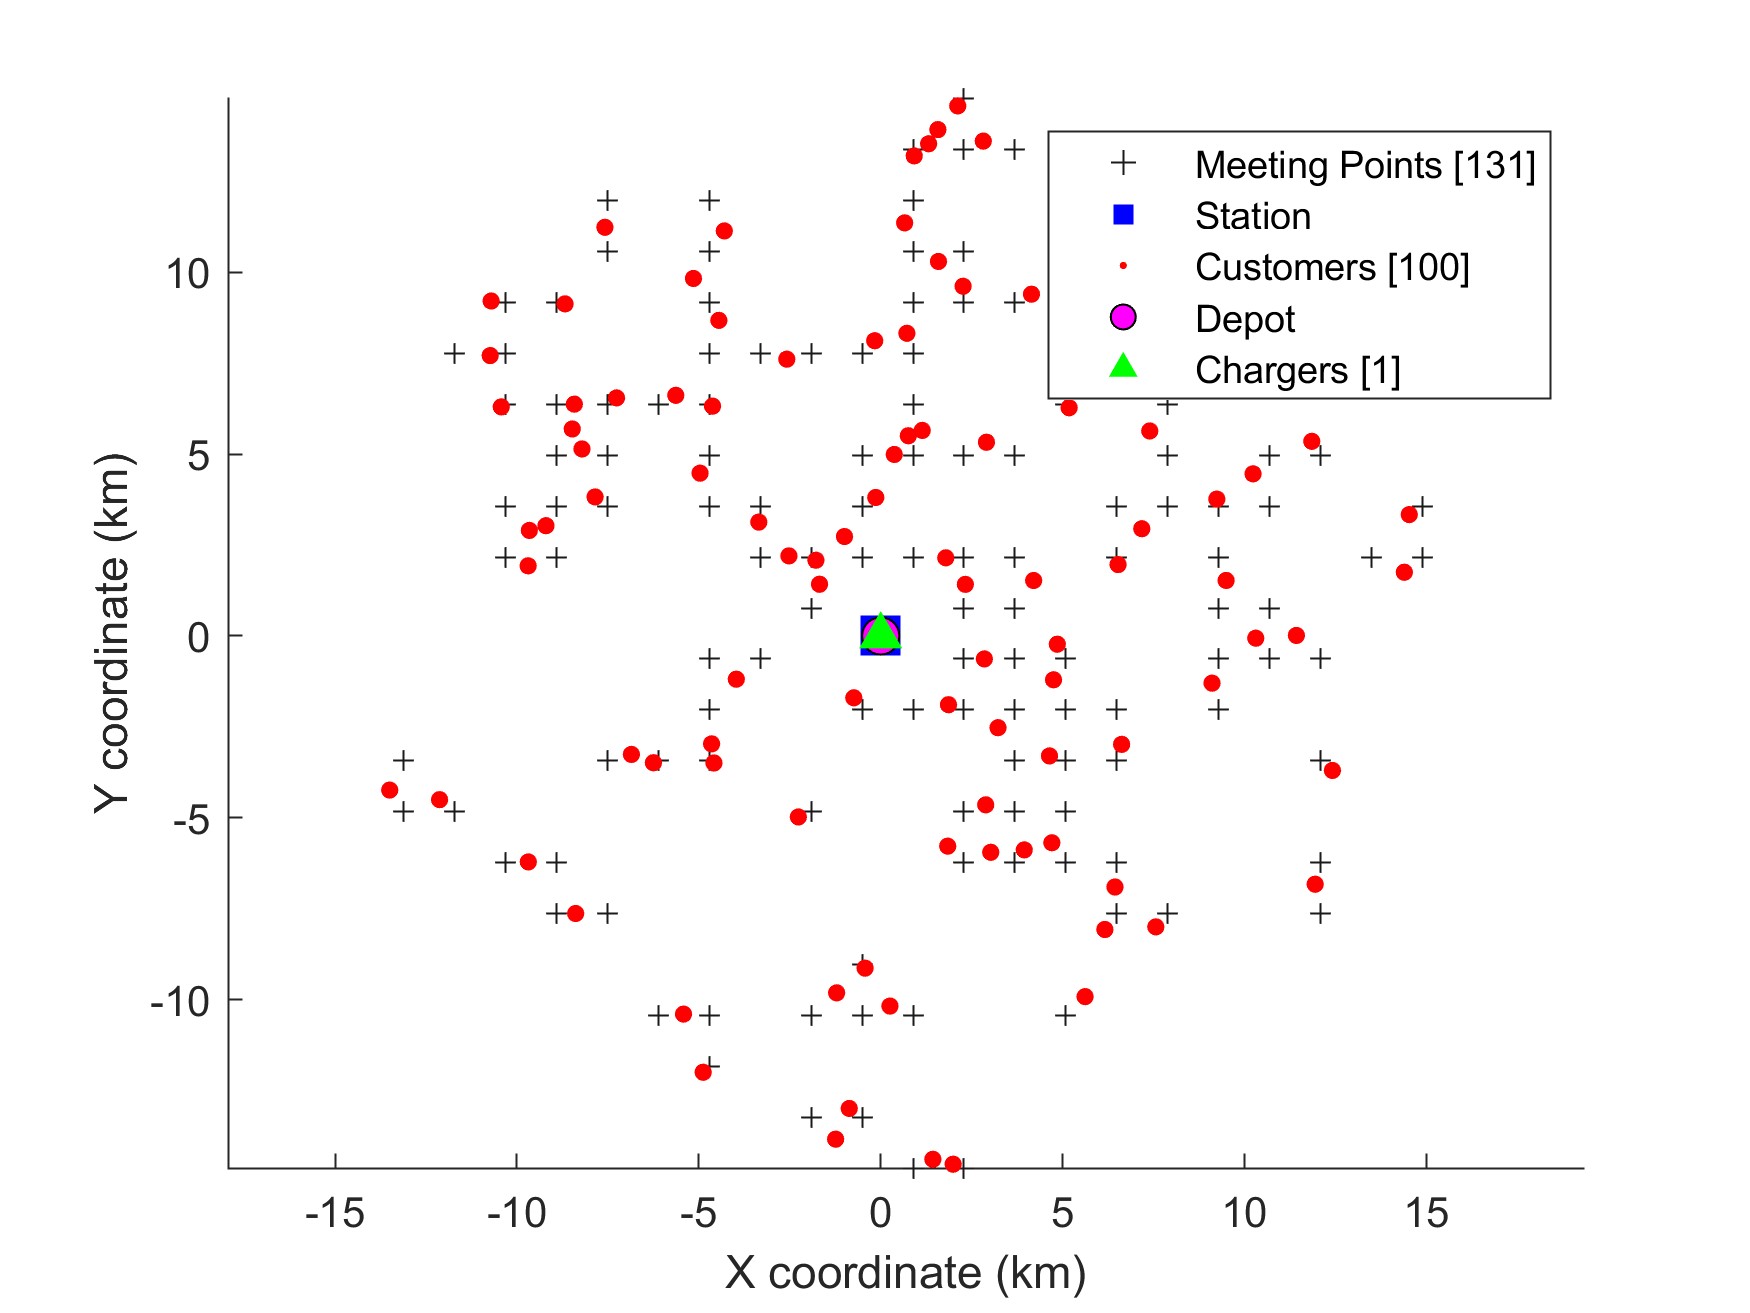 Meeting Points [131]
Station
Customers [100]
Depot
Chargers [1]
10
5
0
-5
-10
Y coordinate (km)
-15 -10 -5 0 5 10 15
X coordinate (km)